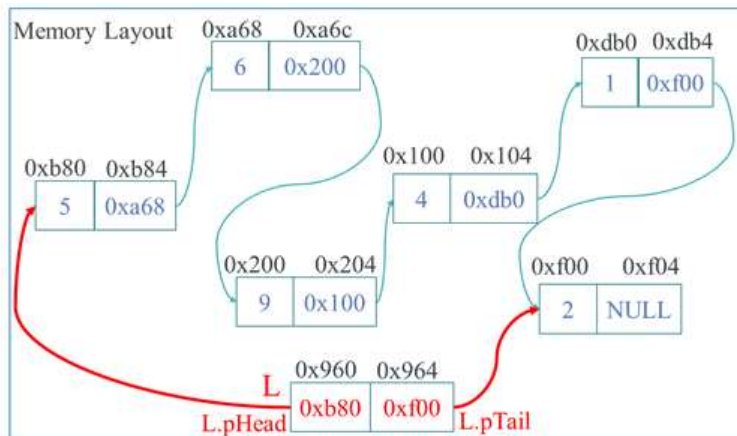 Memory Layout
0xa68 0xa6c
6 0x200
0xdb0 0xdb4
1 0xf00
0xb80 0xb84
5 0xa68
0x100 0x104
4 0xdb0
0x200 0x204
9 0x100
0xf00 0xf04
2 NULL
0x960 0x964
L
0xb80 0xf00
L.pHead L.pTail